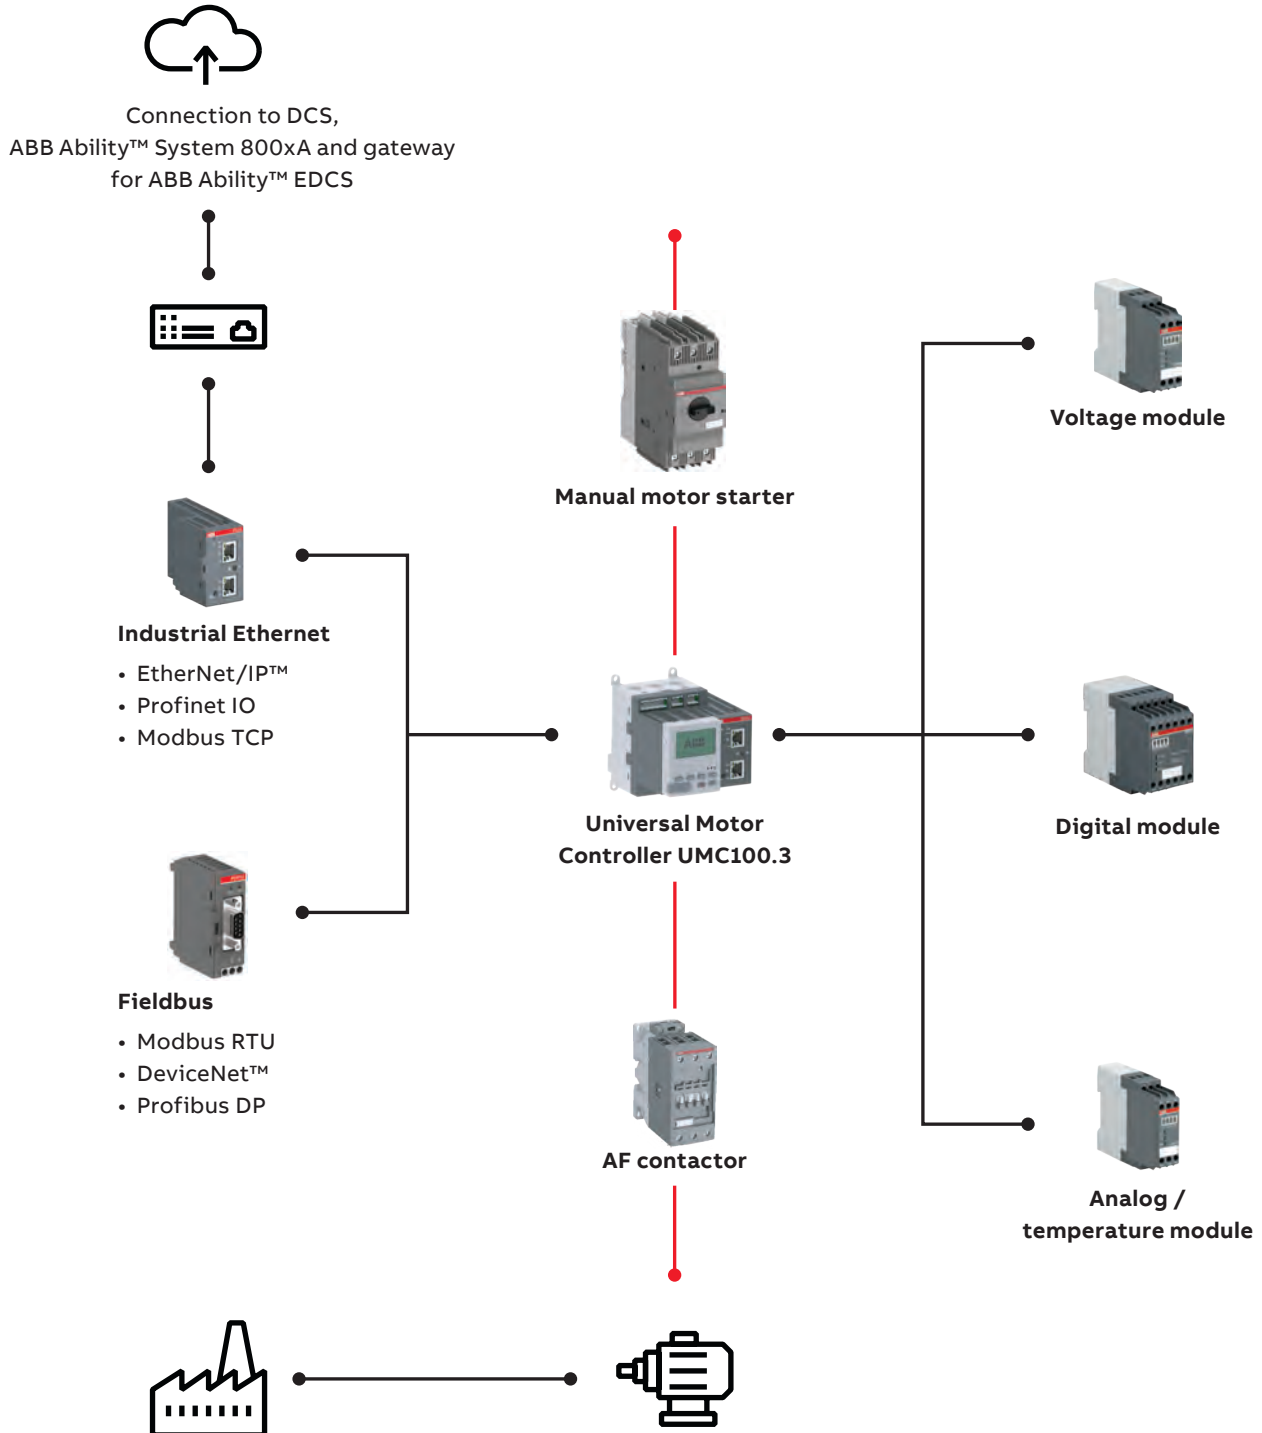 Connection to DCS,
ABB Ability™ System 800xA and gateway
for ABB Ability™ EDCS
Manual motor starter
Voltage module
Industrial Ethernet
• EtherNet/IP™
• Profinet IO
• Modbus TCP
Universal Motor
Controller UMC100.3
Digital module
Fieldbus
• Modbus RTU
• DeviceNet™
• Profibus DP
AF contactor
Analog /
temperature module